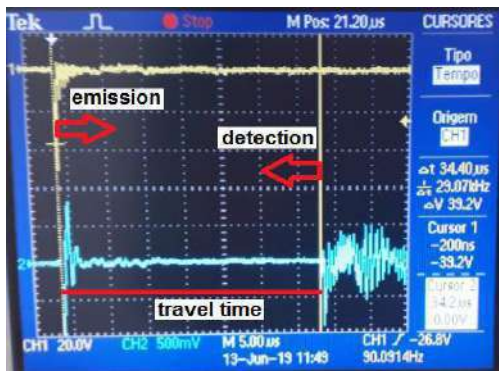 Tek
Stop
M Pos: 21.20µs
CURSORES
Tipo
Tempo
Origem
CH1
Δt 34.40µs
1/Δt 29.07kHz
ΔV 39.2V
Cursor 1
-200ns
-39.2V
Cursor 2
34.2µs
0.00V
1
emission
detection
2
travel time
CH1 20.0V CH2 500mV M 5.00µs CH1 / -26.8V
13-Jun-19 11:49 90.0914Hz